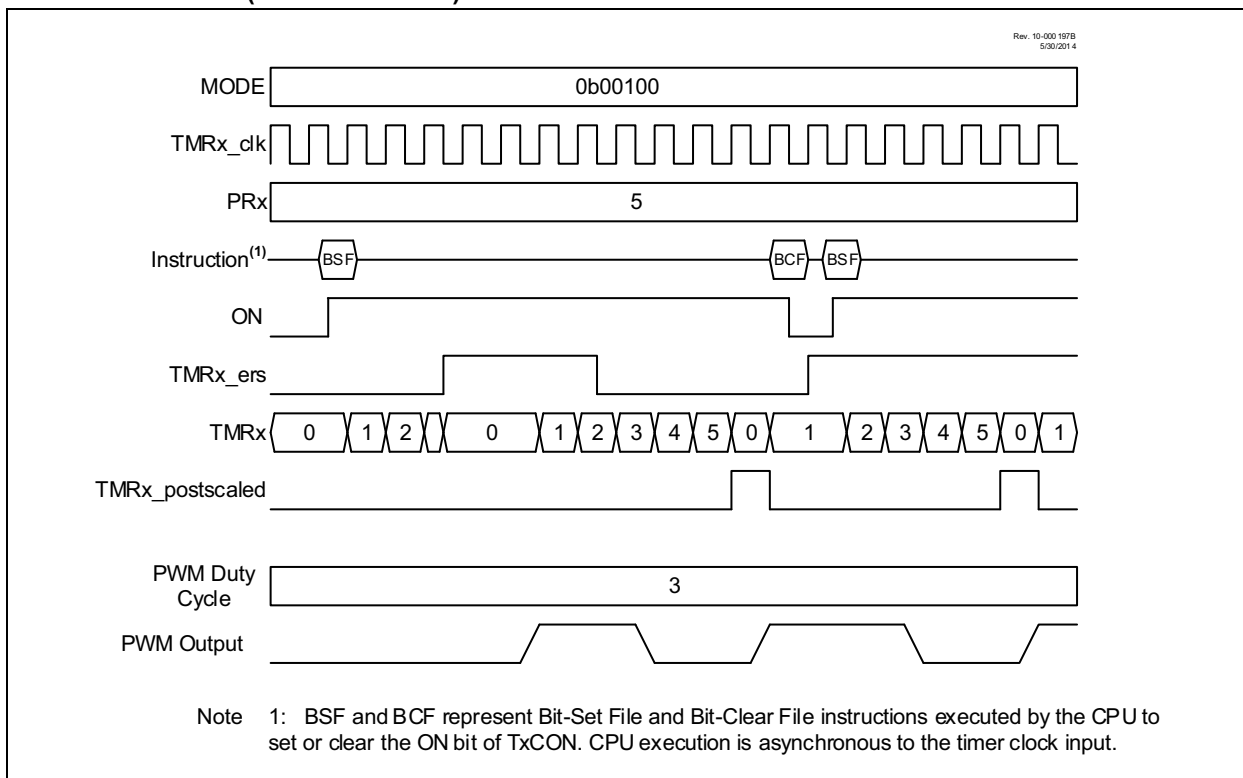 Rev. 10-000 197B
5/30/201 4
MODE 0b00100
TMRx_clk
PRx 5
Instruction(1) BSF BCF BSF
ON
TMRx_ers
TMRx 0 1 2 0 1 2 3 4 5 0 1 2 3 4 5 0 1
TMRx_postscaled
PWM Duty
Cycle 3
PWM Output
Note 1: BSF and BCF represent Bit-Set File and Bit-Clear File instructions executed by the CPU to
set or clear the ON bit of TxCON. CPU execution is asynchronous to the timer clock input.